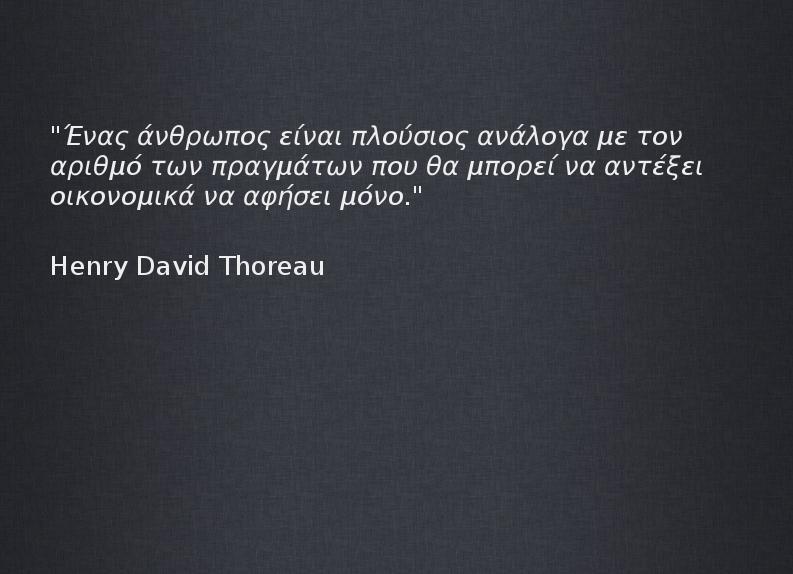 "Ένας άνθρωπος είναι πλούσιος ανάλογα με τον
αριθμό των πραγμάτων που θα μπορεί να αντέξει
οικονομικά να αφήσει μόνο."
Henry David Thoreau